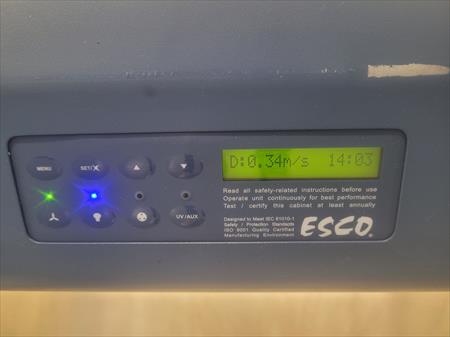 D:0.34m/s 14:03
MENU SET/X
Read all safety-related instructions before use
Operate unit continuously for best performance
Test / certify this cabinet at least annually
UV/AUX
Designed to Meet IEC 61010-1
Safety / Protection Standards
ISO 9001 Quality Certified
Manufacturing Environment
ESCO